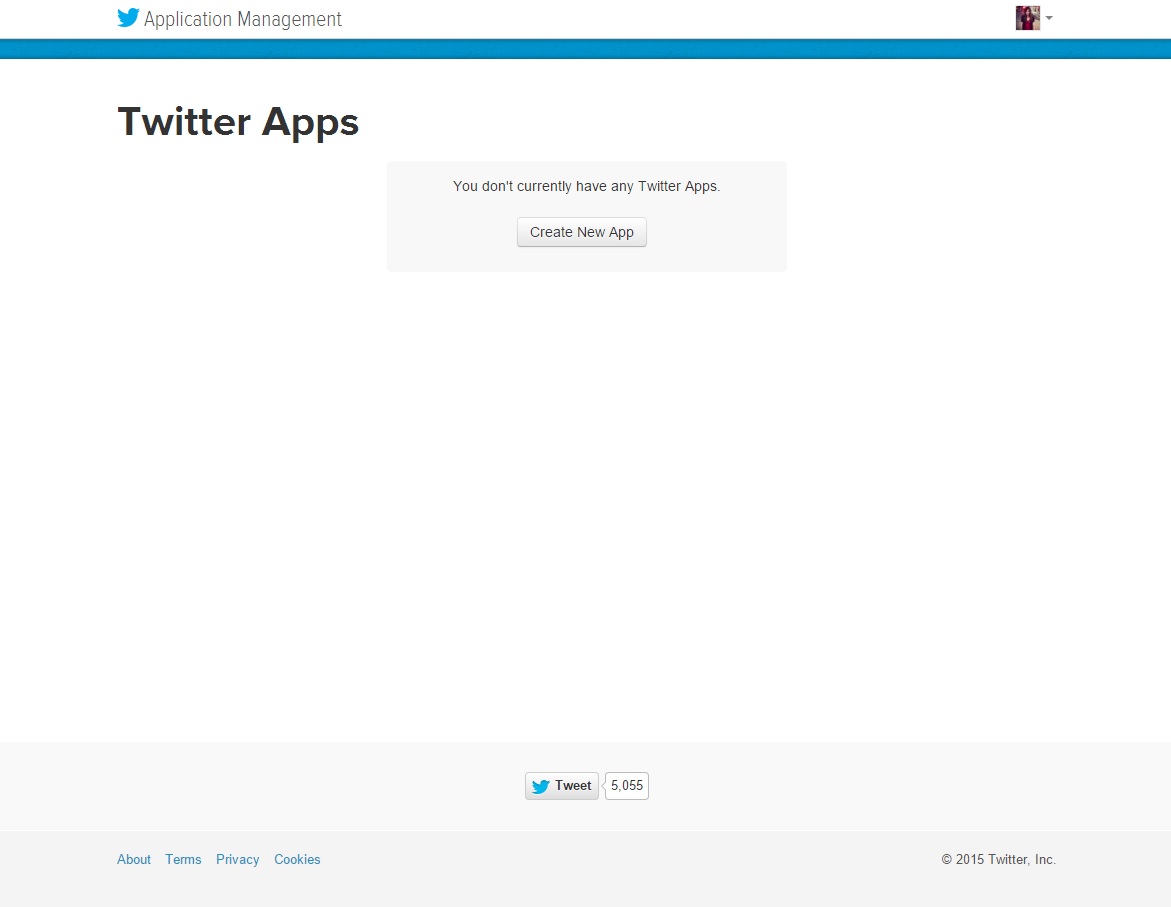 Application Management
Twitter Apps
You don't currently have any Twitter Apps.
Create New App
Tweet 5,055
About Terms Privacy Cookies © 2015 Twitter, Inc.